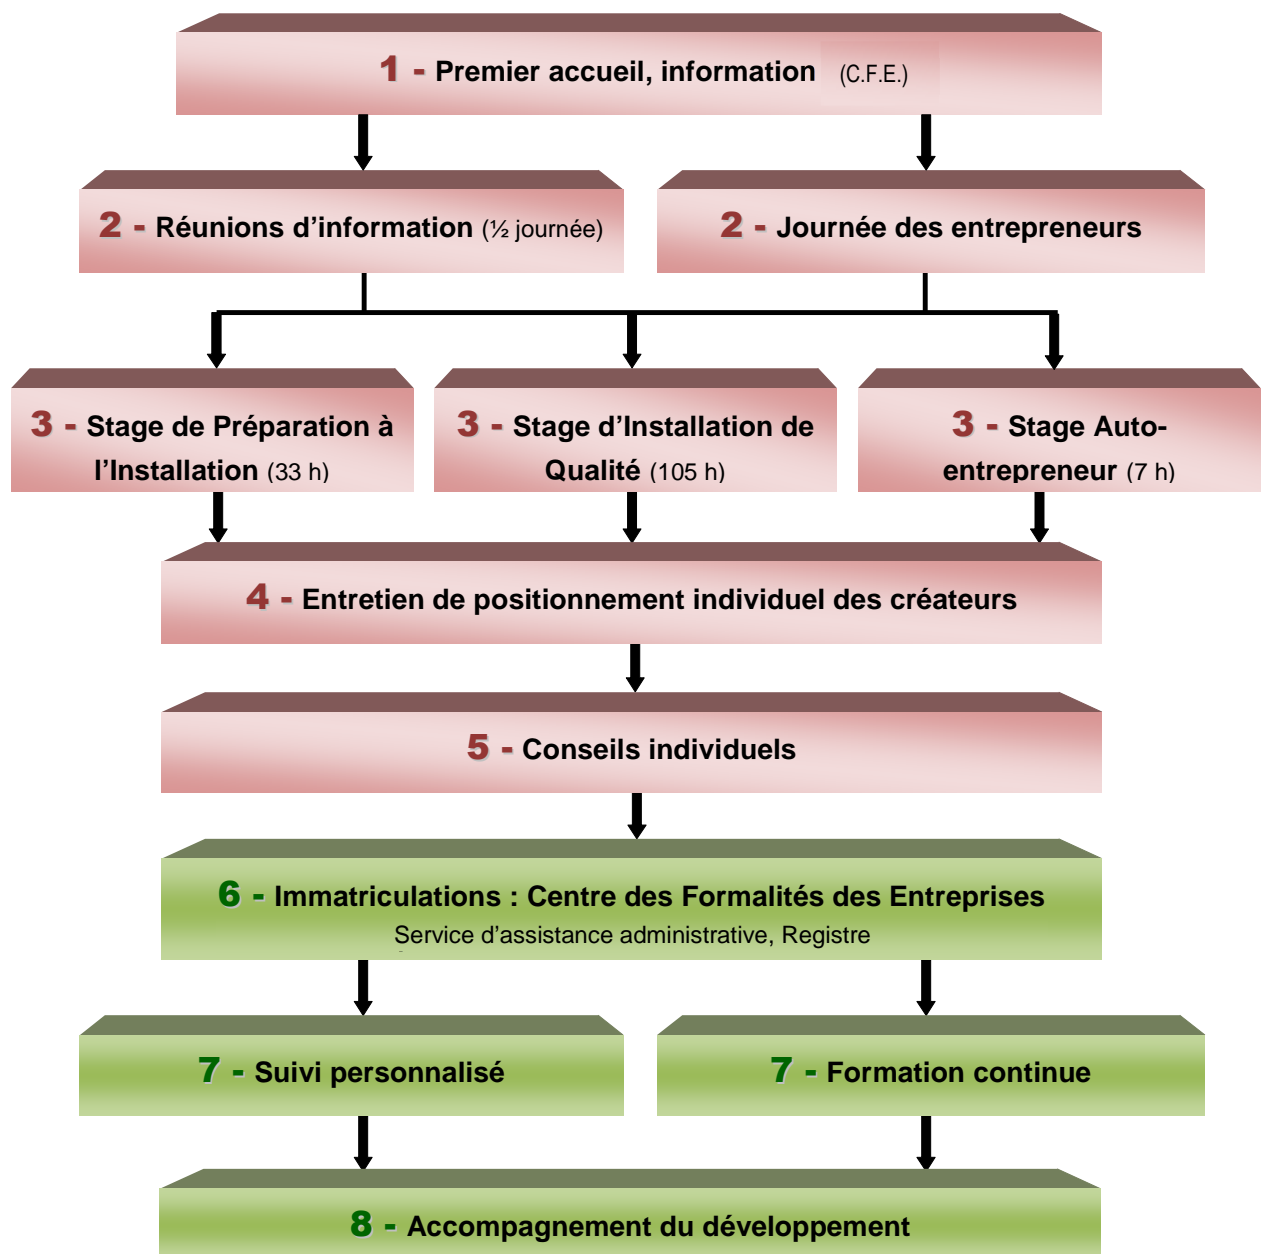 1 - Premier accueil, information (C.F.E.)
2 - Réunions d’information (½ journée)
2 - Journée des entrepreneurs
3 - Stage de Préparation à
l’Installation (33 h)
3 - Stage d’Installation de
Qualité (105 h)
3 - Stage Auto-
entrepreneur (7 h)
4 - Entretien de positionnement individuel des créateurs
5 - Conseils individuels
6 - Immatriculations : Centre des Formalités des Entreprises
Service d’assistance administrative, Registre
7 - Suivi personnalisé
7 - Formation continue
8 - Accompagnement du développement